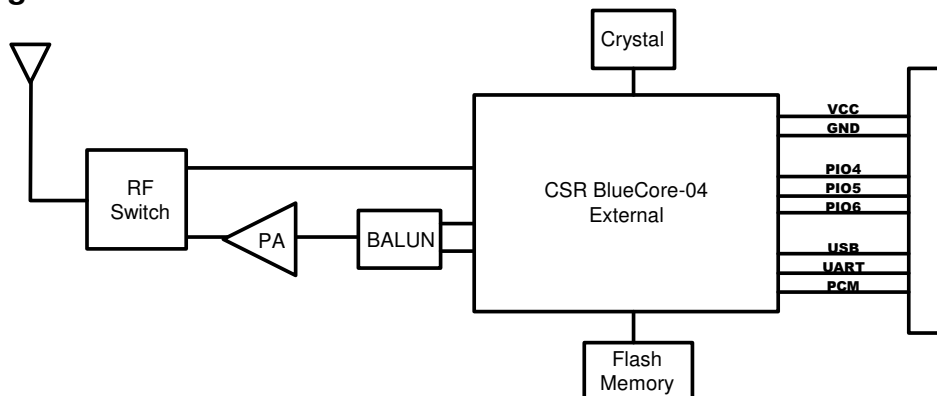 g
Crystal
VCC
GND
RF
Switch
PIO4
CSR BlueCore-04
External
PIO5
PIO6
PA
BALUN
USB
UART
PCM
Flash
Memory